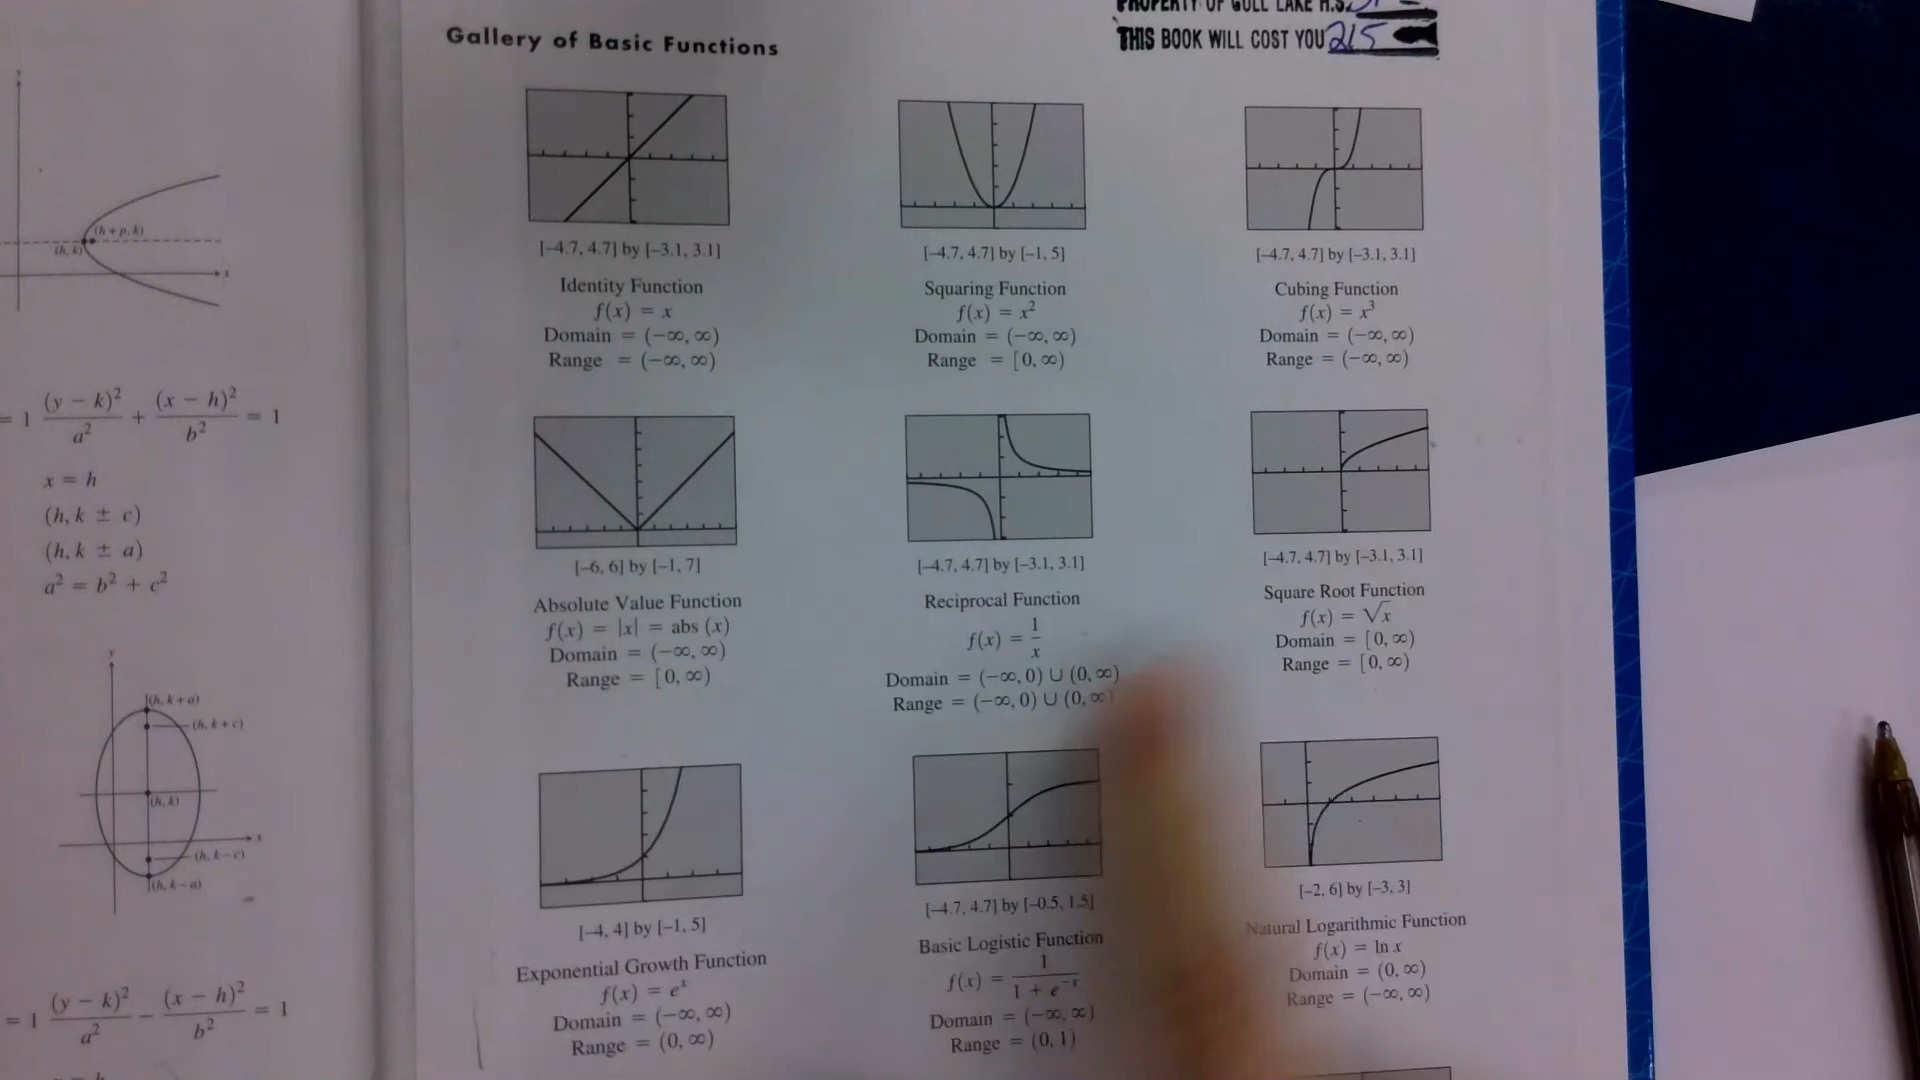 Gallery of Basic Functions
PROPERTY OF GULL LAKE H.S.
THIS BOOK WILL COST YOU 215
[–4.7, 4.7] by [–3.1, 3.1]
Identity Function
f(x) = x
Domain = (−∞, ∞)
Range = (−∞, ∞)
[–4.7, 4.7] by [–1, 5]
Squaring Function
f(x) = x²
Domain = (−∞, ∞)
Range = [0, ∞)
[–4.7, 4.7] by [–3.1, 3.1]
Cubing Function
f(x) = x³
Domain = (−∞, ∞)
Range = (−∞, ∞)
[–6, 6] by [–1, 7]
Absolute Value Function
f(x) = |x| = abs (x)
Domain = (−∞, ∞)
Range = [0, ∞)
[–4.7, 4.7] by [–3.1, 3.1]
Reciprocal Function
f(x) = 1/x
Domain = (−∞, 0) ∪ (0, ∞)
Range = (−∞, 0) ∪ (0, ∞)
[–4.7, 4.7] by [–3.1, 3.1]
Square Root Function
f(x) = √x
Domain = [0, ∞)
Range = [0, ∞)
[–4, 4] by [–1, 5]
Exponential Growth Function
f(x) = eˣ
Domain = (−∞, ∞)
Range = (0, ∞)
[–4.7, 4.7] by [–0.5, 1.5]
Basic Logistic Function
f(x) = 1/(1 + e⁻ˣ)
Domain = (−∞, ∞)
Range = (0, 1)
[–2, 6] by [–3, 3]
Natural Logarithmic Function
f(x) = ln x
Domain = (0, ∞)
Range = (−∞, ∞)
y
(h + p, k)
(h, k)
x
= 1 (y − k)²/a² + (x − h)²/b² = 1
x = h
(h, k ± c)
(h, k ± a)
a² = b² + c²
y
(h, k + a)
(h, k + c)
(h, k)
x
(h, k − c)
(h, k − a)
= 1 (y − k)²/a² − (x − h)²/b² = 1